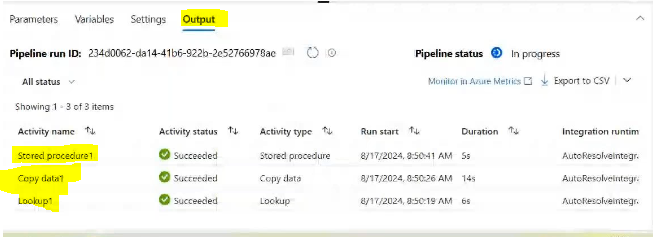 Parameters Variables Settings Output
Pipeline run ID: 234d0062-da14-41b6-922b-2e52766978ae Pipeline status In progress
All status Monitor in Azure Metrics Export to CSV
Showing 1 - 3 of 3 items
Activity name Activity status Activity type Run start Duration Integration runtim
Stored procedure1 Succeeded Stored procedure 8/17/2024, 8:50:41 AM 5s AutoResolveIntegra
Copy data1 Succeeded Copy data 8/17/2024, 8:50:26 AM 14s AutoResolveIntegra
Lookup1 Succeeded Lookup 8/17/2024, 8:50:19 AM 6s AutoResolveIntegra